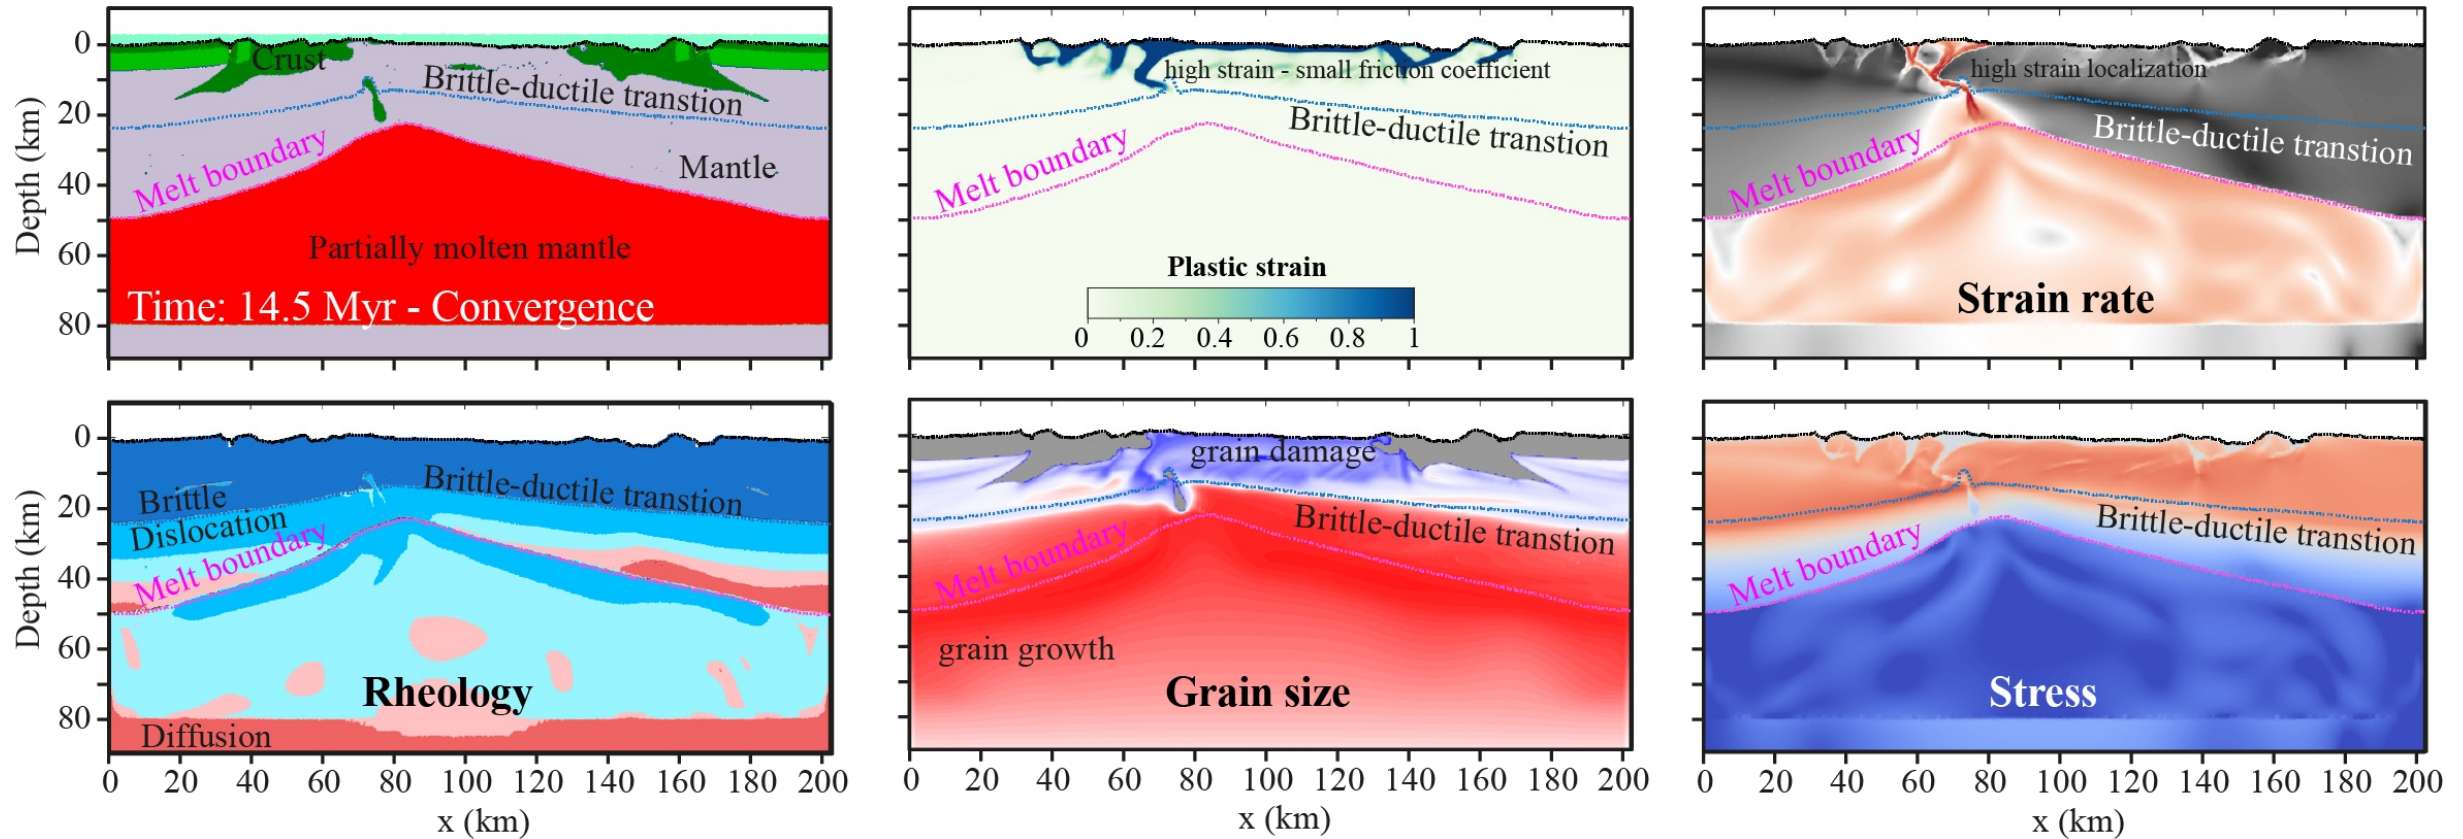 0
20
40
60
80
Depth (km)
Crust
Brittle-ductile transtion
Melt boundary
Mantle
Partially molten mantle
Time: 14.5 Myr - Convergence
high strain - small friction coefficient
Brittle-ductile transtion
Melt boundary
Plastic strain
0 0.2 0.4 0.6 0.8 1
high strain localization
Brittle-ductile transtion
Melt boundary
Strain rate
0
20
40
60
80
Depth (km)
Brittle
Brittle-ductile transtion
Dislocation
Melt boundary
Rheology
Diffusion
0 20 40 60 80 100 120 140 160 180 200
x (km)
grain damage
Brittle-ductile transtion
Melt boundary
grain growth
Grain size
0 20 40 60 80 100 120 140 160 180 200
x (km)
Brittle-ductile transtion
Melt boundary
Stress
0 20 40 60 80 100 120 140 160 180 200
x (km)